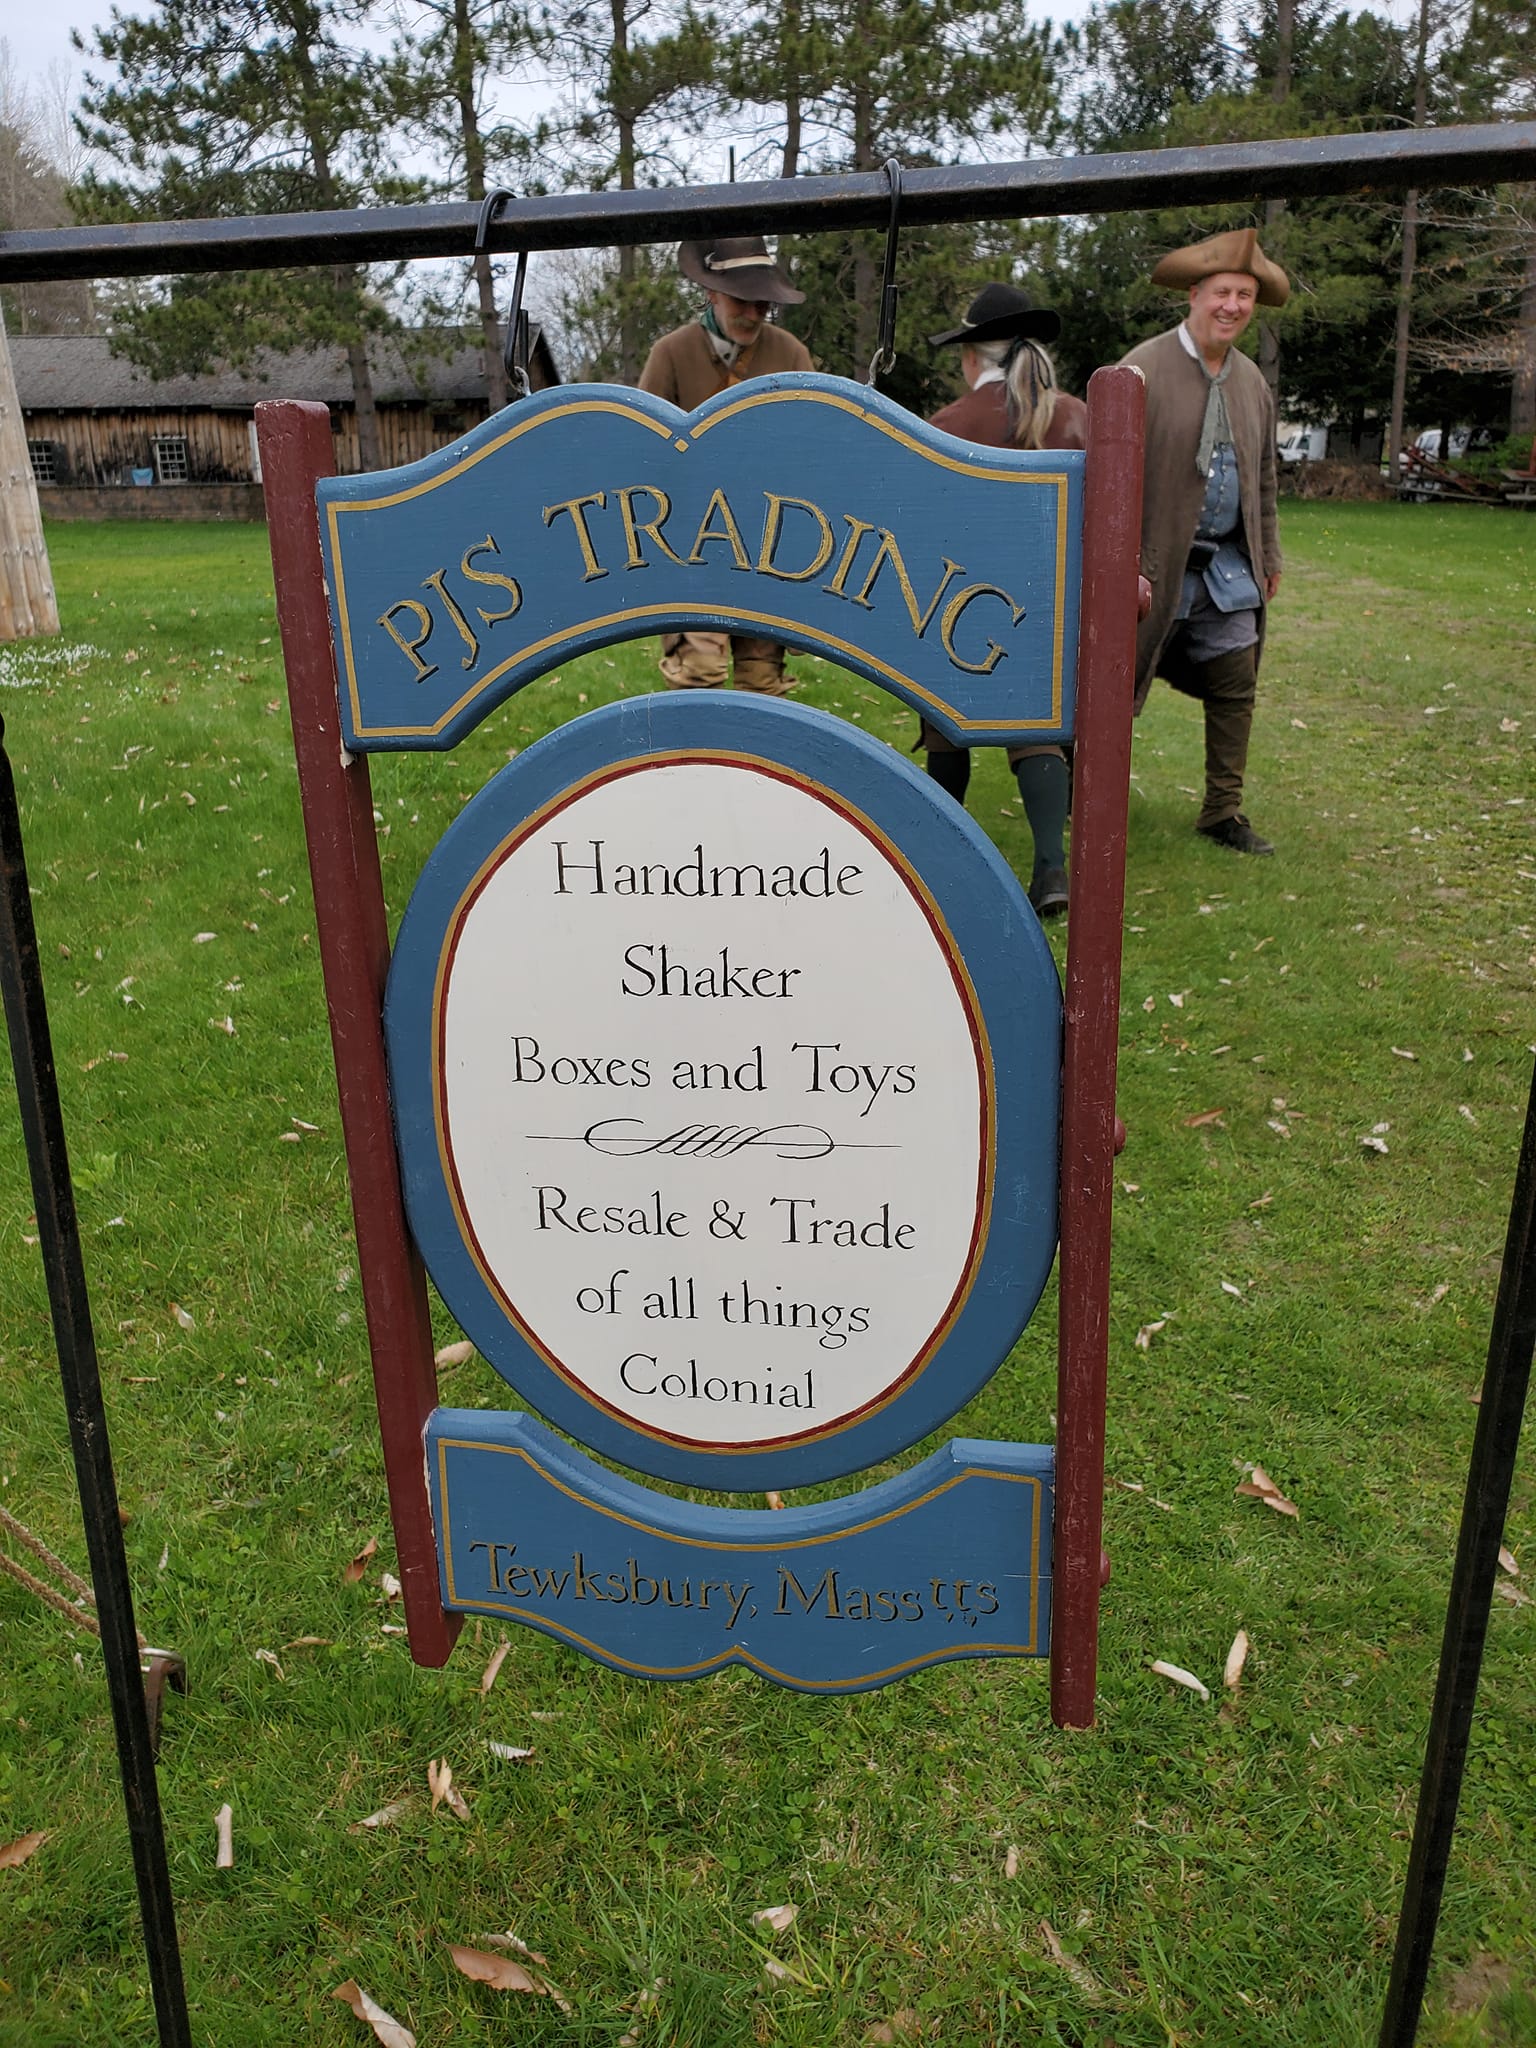 PJS TRADING
Handmade
Shaker
Boxes and Toys
Resale & Trade
of all things
Colonial
Tewksbury, Masstts